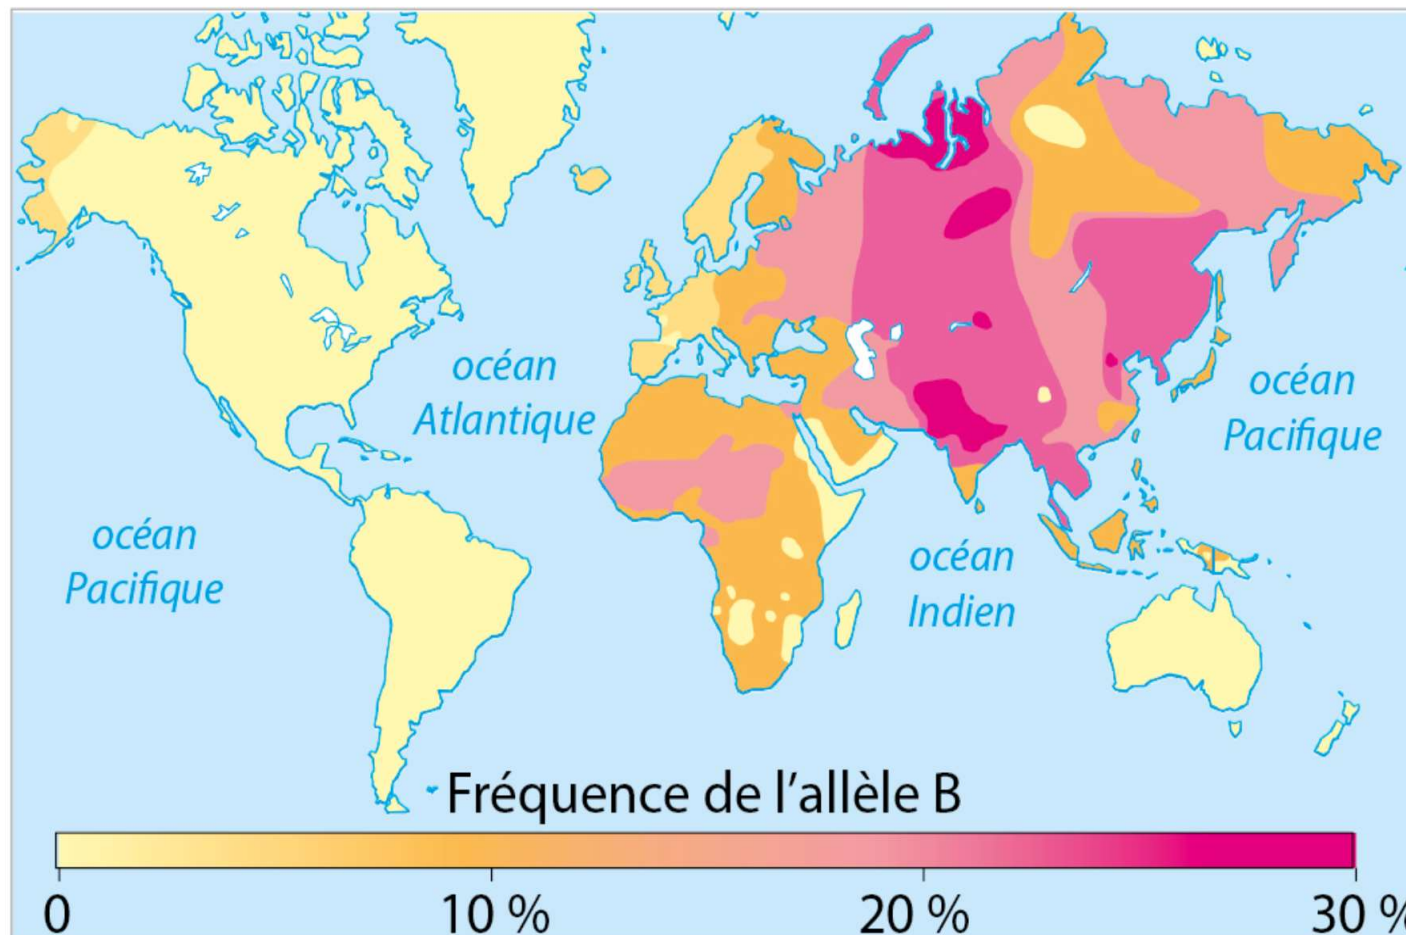 océan
Atlantique
océan
Pacifique
océan
Pacifique
océan
Indien
Fréquence de l'allèle B
0 10 % 20 % 30 %